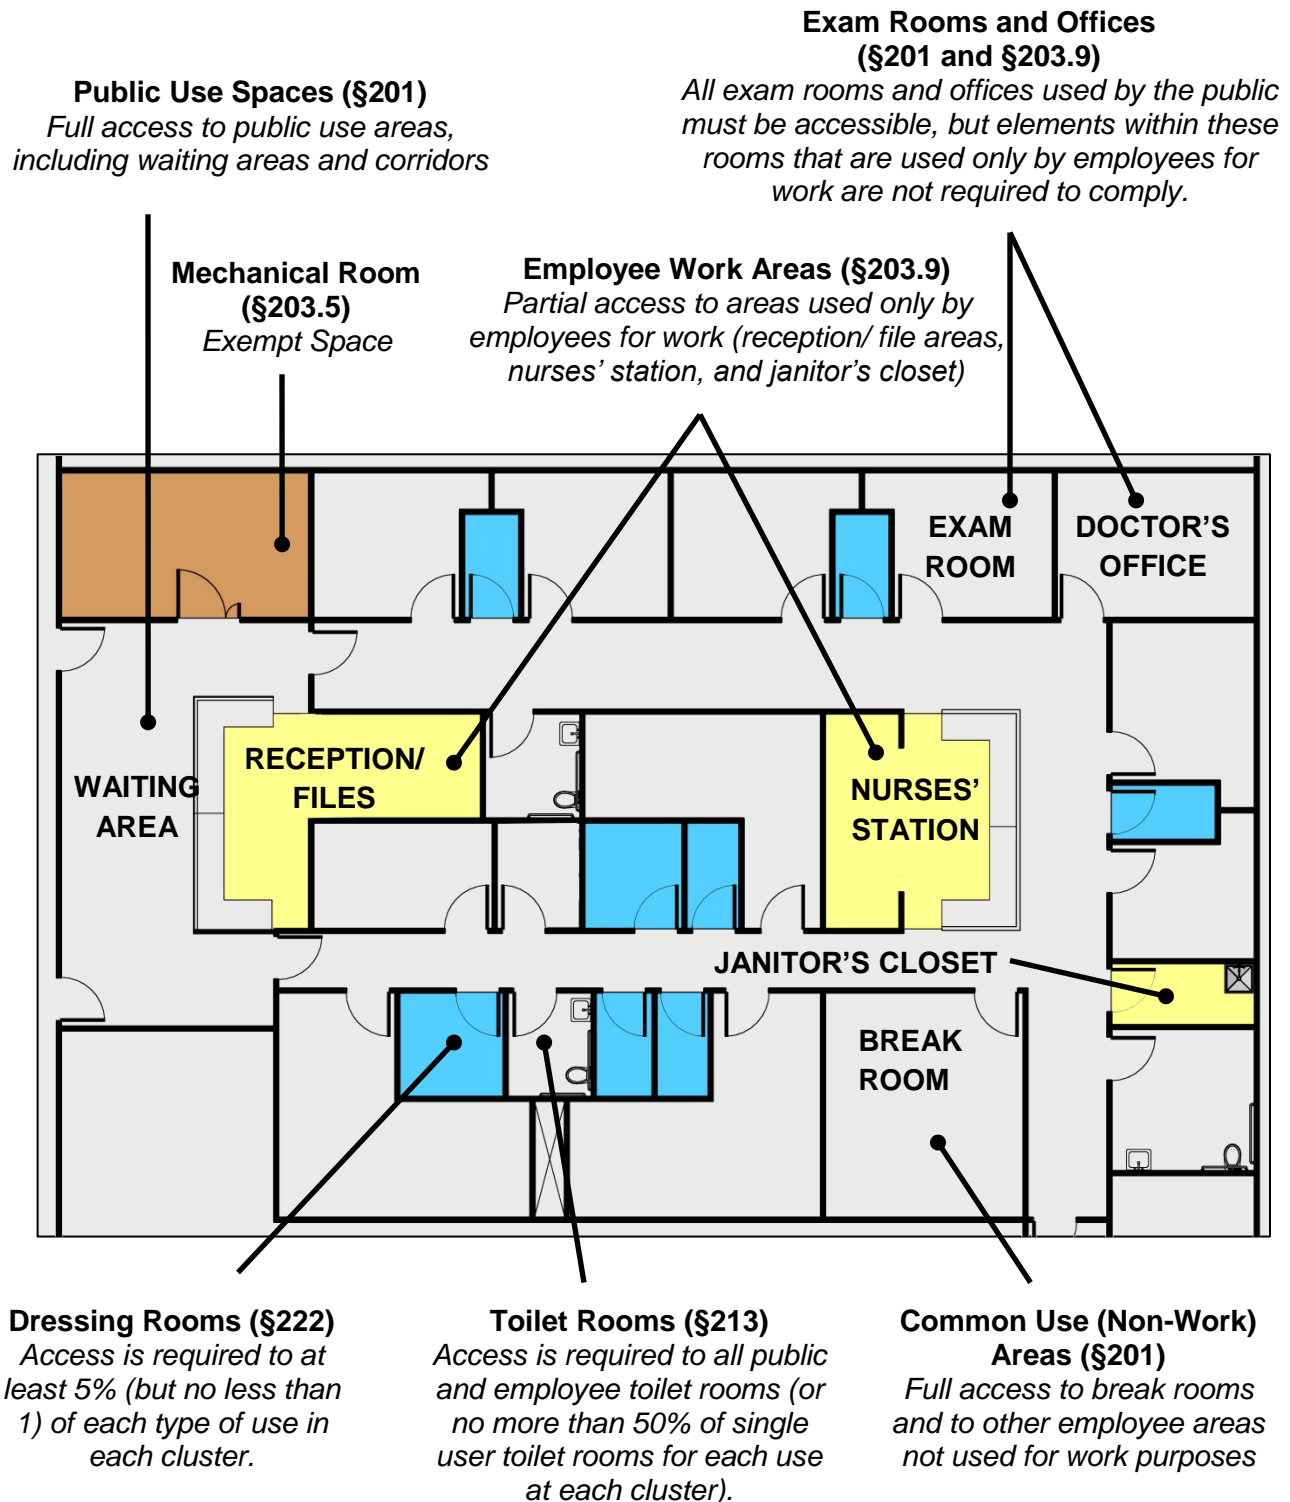 Exam Rooms and Offices
(§201 and §203.9)
All exam rooms and offices used by the public
must be accessible, but elements within these
rooms that are used only by employees for
work are not required to comply.
Public Use Spaces (§201)
Full access to public use areas,
including waiting areas and corridors
Mechanical Room
(§203.5)
Exempt Space
Employee Work Areas (§203.9)
Partial access to areas used only by
employees for work (reception/ file areas,
nurses’ station, and janitor’s closet)
EXAM
ROOM
DOCTOR’S
OFFICE
WAITING
AREA
RECEPTION/
FILES
NURSES’
STATION
JANITOR’S CLOSET
BREAK
ROOM
Dressing Rooms (§222)
Access is required to at
least 5% (but no less than
1) of each type of use in
each cluster.
Toilet Rooms (§213)
Access is required to all public
and employee toilet rooms (or
no more than 50% of single
user toilet rooms for each use
at each cluster).
Common Use (Non-Work)
Areas (§201)
Full access to break rooms
and to other employee areas
not used for work purposes